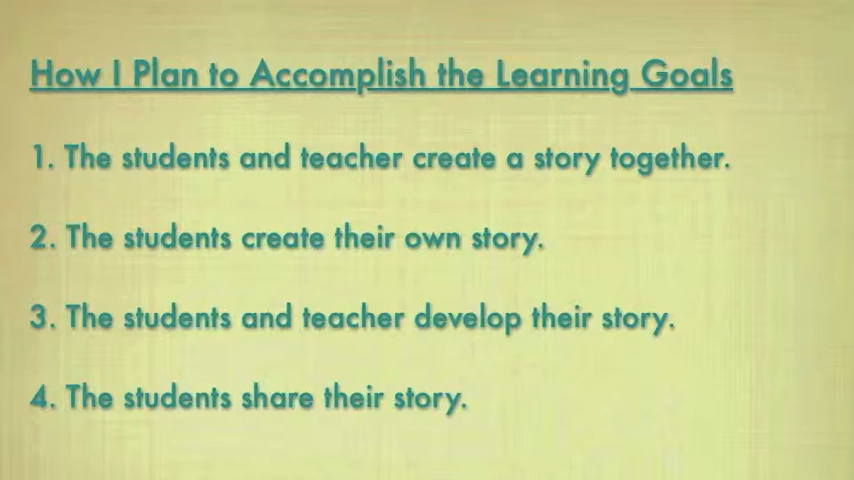 How I Plan to Accomplish the Learning Goals
1. The students and teacher create a story together.
2. The students create their own story.
3. The students and teacher develop their story.
4. The students share their story.